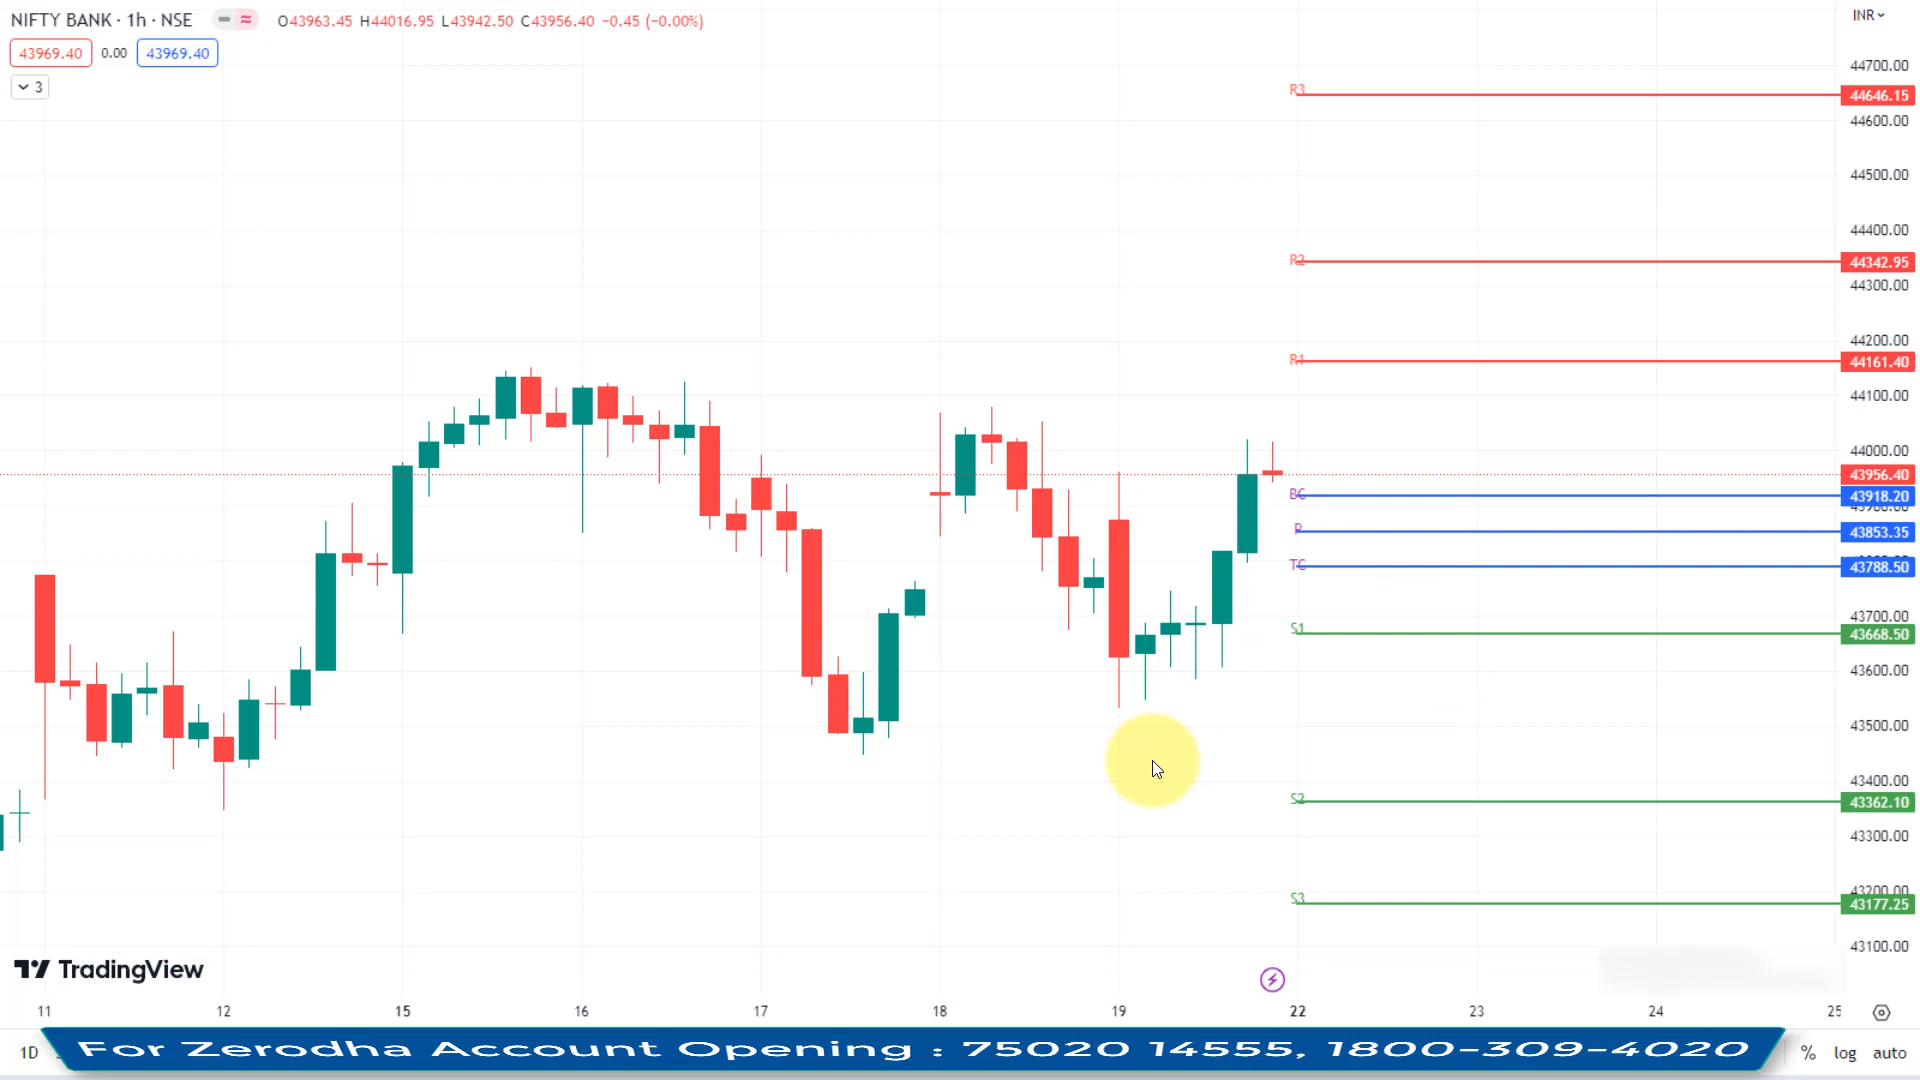 NIFTY BANK · 1h · NSE O43963.45 H44016.95 L43942.50 C43956.40 −0.45 (−0.00%)
INR
43969.40 0.00 43969.40
3
44700.00
R3 44646.15
44600.00
44500.00
44400.00
R2 44342.95
44300.00
44200.00
R1 44161.40
44100.00
44000.00
43956.40
BC 43918.20
43900.00
P 43853.35
TC 43788.50
43700.00
S1 43668.50
43600.00
43500.00
43400.00
S2 43362.10
43300.00
43200.00
S3 43177.25
43100.00
TradingView
11 12 15 16 17 18 19 22 23 24 25
1D For Zerodha Account Opening : 75020 14555, 1800-309-4020 % log auto